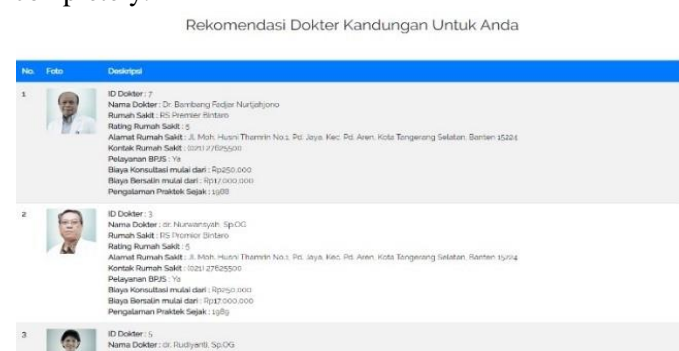 Rekomendasi Dokter Kandungan Untuk Anda
No. Foto Deskripsi
1
ID Dokter : 7
Nama Dokter : Dr. Bambang Fadjar Nurtjahjono
Rumah Sakit : RS Premier Bintaro
Rating Rumah Sakit : 5
Alamat Rumah Sakit : Jl. Moh. Husni Thamrin No.1, Pd. Jaya, Kec. Pd. Aren, Kota Tangerang Selatan, Banten 15224
Kontak Rumah Sakit : (021) 27625500
Pelayanan BPJS : Ya
Biaya Konsultasi mulai dari : Rp250.000
Biaya Bersalin mulai dari : Rp17.000.000
Pengalaman Praktek Sejak : 1988
2
ID Dokter : 3
Nama Dokter : dr. Nurwansyah, Sp.OG
Rumah Sakit : RS Premier Bintaro
Rating Rumah Sakit : 5
Alamat Rumah Sakit : Jl. Moh. Husni Thamrin No.1, Pd. Jaya, Kec. Pd. Aren, Kota Tangerang Selatan, Banten 15224
Kontak Rumah Sakit : (021) 27625500
Pelayanan BPJS : Ya
Biaya Konsultasi mulai dari : Rp250.000
Biaya Bersalin mulai dari : Rp17.000.000
Pengalaman Praktek Sejak : 1989
3
ID Dokter : 5
Nama Dokter : dr. Rudiyanti, Sp.OG